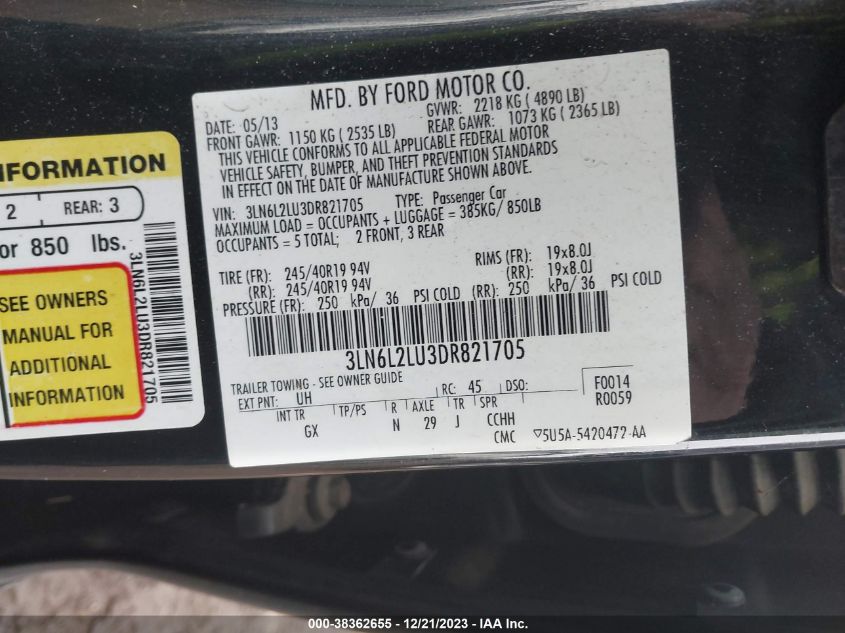 MFD. BY FORD MOTOR CO.
DATE: 05/13 GVWR: 2218 KG ( 4890 LB)
FRONT GAWR: 1150 KG ( 2535 LB) REAR GAWR: 1073 KG ( 2365 LB)
THIS VEHICLE CONFORMS TO ALL APPLICABLE FEDERAL MOTOR
VEHICLE SAFETY, BUMPER, AND THEFT PREVENTION STANDARDS
IN EFFECT ON THE DATE OF MANUFACTURE SHOWN ABOVE.
VIN: 3LN6L2LU3DR821705 TYPE: Passenger Car
MAXIMUM LOAD = OCCUPANTS + LUGGAGE = 385KG/ 850LB
OCCUPANTS = 5 TOTAL; 2 FRONT, 3 REAR
TIRE (FR): 245/40R19 94V RIMS (FR): 19x8.0J
(RR): 245/40R19 94V (RR): 19x8.0J
PRESSURE (FR): 250 kPa/ 36 PSI COLD (RR): 250 kPa/ 36 PSI COLD
3LN6L2LU3DR821705
TRAILER TOWING - SEE OWNER GUIDE
EXT PNT: UH RC: 45 DSO: F0014
R0059
INT TR TP/PS R AXLE TR SPR
GX N 29 J CCHH
CMC ▽5U5A-5420472-AA
NFORMATION
2 REAR: 3
or 850 lbs.
SEE OWNERS
MANUAL FOR
ADDITIONAL
INFORMATION
3LN6L2LU3DR821705
000-38362655 - 12/21/2023 - IAA Inc.